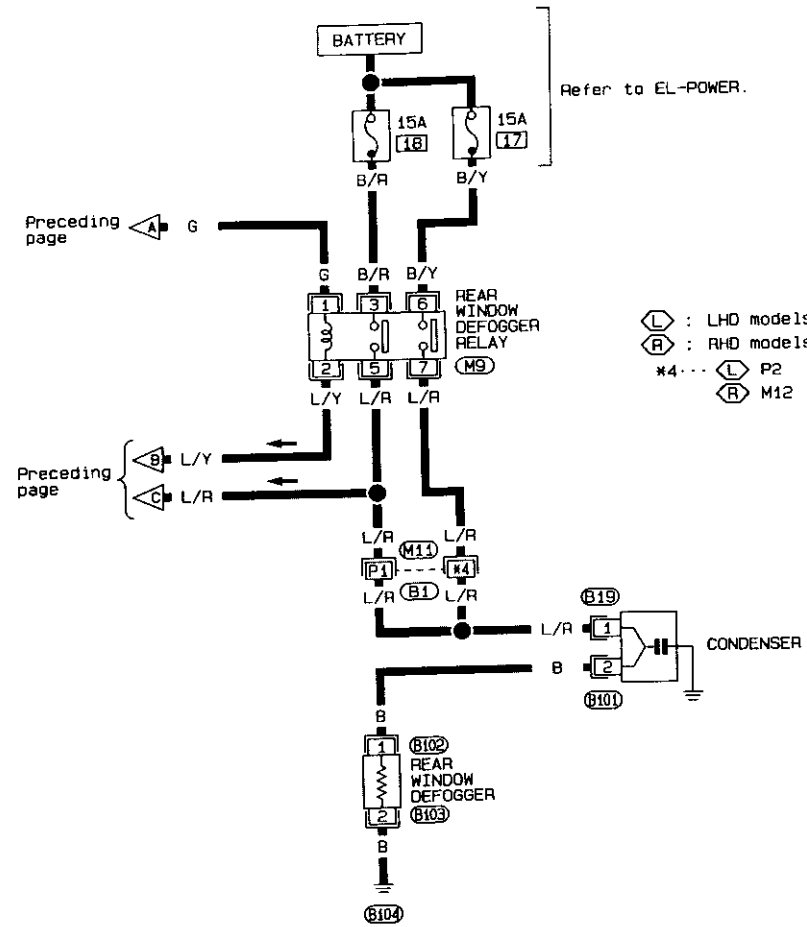 BATTERY
Refer to EL-POWER.
15A
18
15A
17
B/R
B/Y
Preceding
page
A
G
G
B/R
B/Y
1
3
6
REAR
WINDOW
DEFOGGER
RELAY
2
5
7
M9
L : LHD models
R : RHD models
*4··· L P2
R M12
L/Y
L/R
L/R
Preceding
page
B
L/Y
C
L/R
L/R
M11
L/R
P1
*4
L/R
B1
L/R
B19
L/R
1
CONDENSER
B
2
B101
B
1
B102
REAR
WINDOW
DEFOGGER
2
B103
B
B104